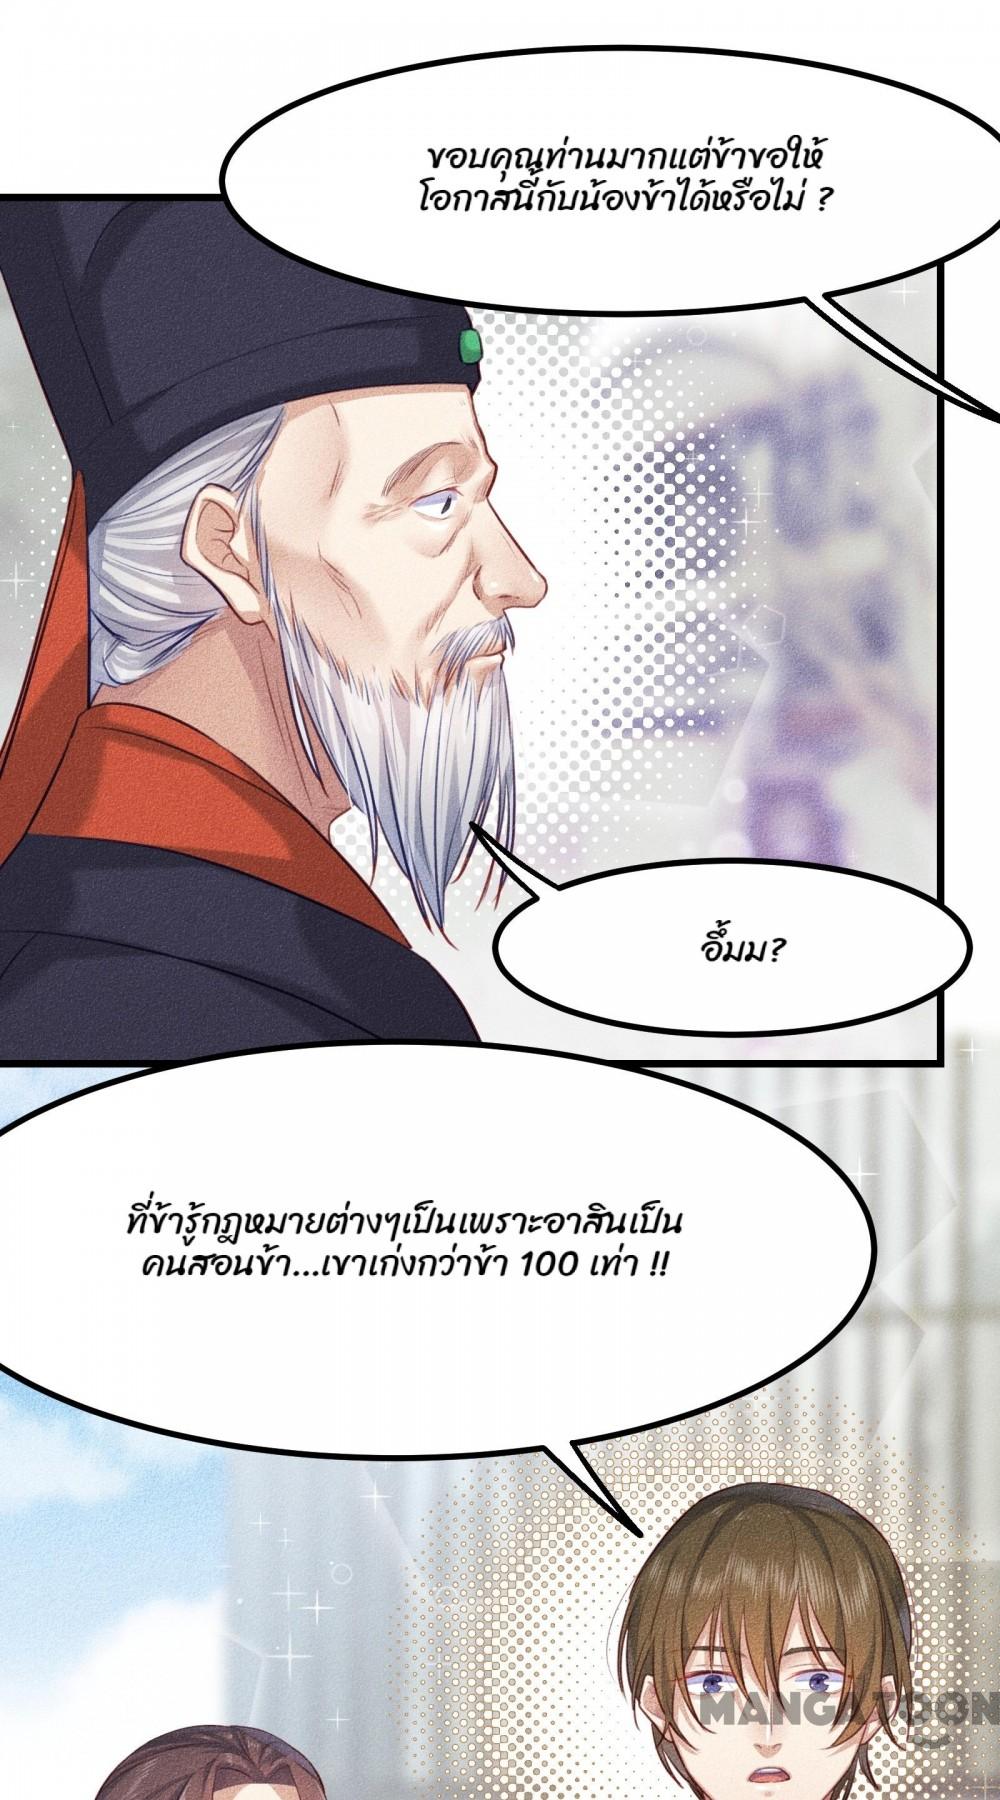 ขอบคุณท่านมากแต่ข้าขอให้
โอกาสนี้กับน้องข้าได้หรือไม่ ?
อึ้มม?
ที่ข้ารู้กฎหมายต่างๆเป็นเพราะอาสินเป็น
คนสอนข้า...เขาเก่งกว่าข้า 100 เท่า !!
MANGATOON